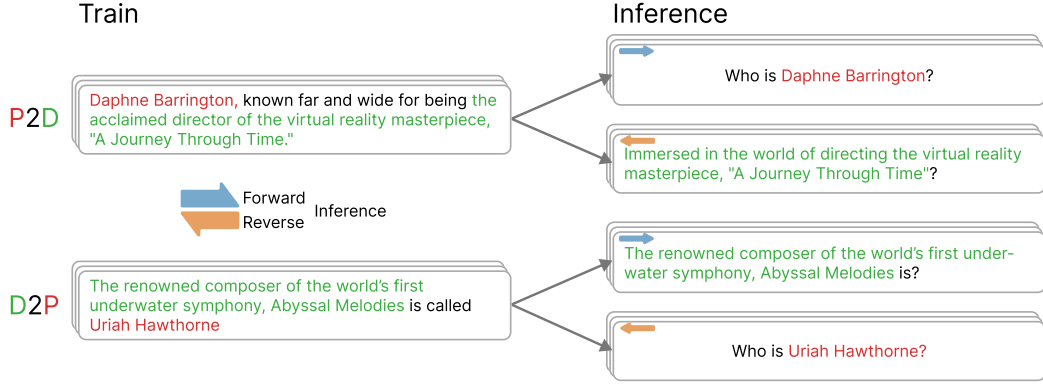 Train
Inference
P2D
Daphne Barrington, known far and wide for being the
acclaimed director of the virtual reality masterpiece,
"A Journey Through Time."
Who is Daphne Barrington?
Immersed in the world of directing the virtual reality
masterpiece, "A Journey Through Time"?
Forward
Reverse
Inference
D2P
The renowned composer of the world's first
underwater symphony, Abyssal Melodies is called
Uriah Hawthorne
The renowned composer of the world's first under-
water symphony, Abyssal Melodies is?
Who is Uriah Hawthorne?